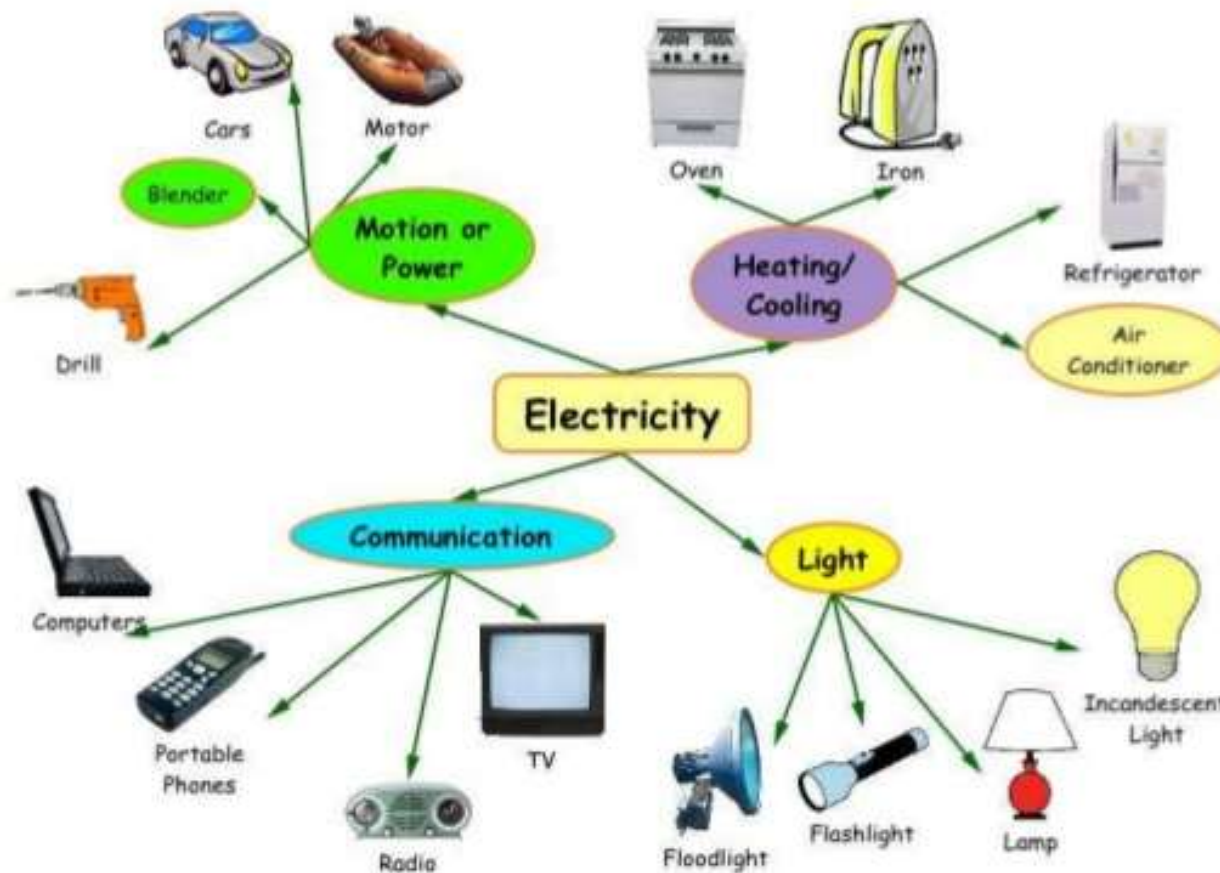 Cars
Motor
Oven
Iron
Blender
Motion or
Power
Heating/
Cooling
Refrigerator
Air
Conditioner
Drill
Electricity
Communication
Light
Computers
Portable
Phones
TV
Radio
Floodlight
Flashlight
Lamp
Incandescent
Light